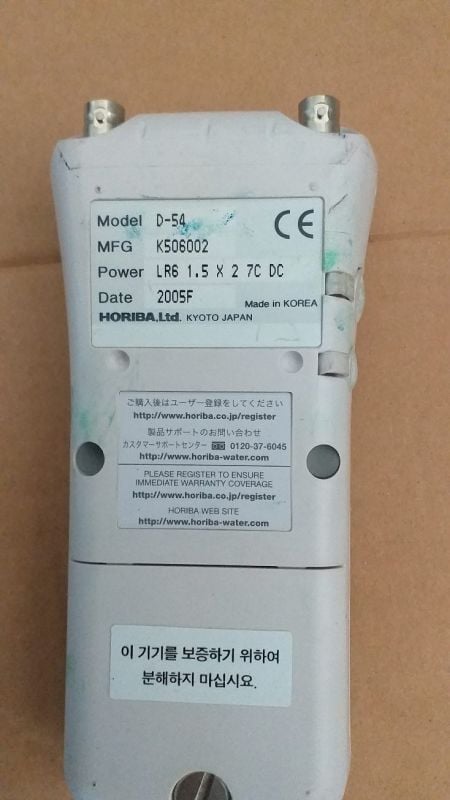 Model D-54
MFG K506002
Power LR6 1.5 X 2 7C DC
Date 2005F
Made in KOREA
HORIBA,Ltd. KYOTO JAPAN
CE
ご購入後はユーザー登録をしてください
http://www.horiba.co.jp/register
製品サポートのお問い合わせ
カスタマーサポートセンター 0120-37-6045
http://www.horiba-water.com
PLEASE REGISTER TO ENSURE
IMMEDIATE WARRANTY COVERAGE
http://www.horiba.co.jp/register
HORIBA WEB SITE
http://www.horiba-water.com
이 기기를 보증하기 위하여
분해하지 마십시요.